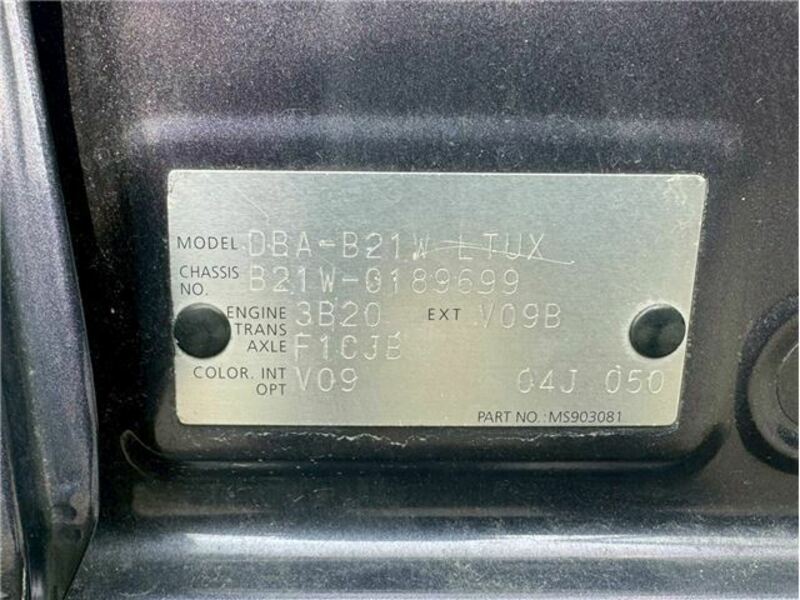 MODEL DBA-B21W LTUX
CHASSIS NO. B21W-0189699
ENGINE 3B20 EXT V09B
TRANS AXLE F1CJB
COLOR. INT V09 04J 050
OPT
PART NO.: MS903081